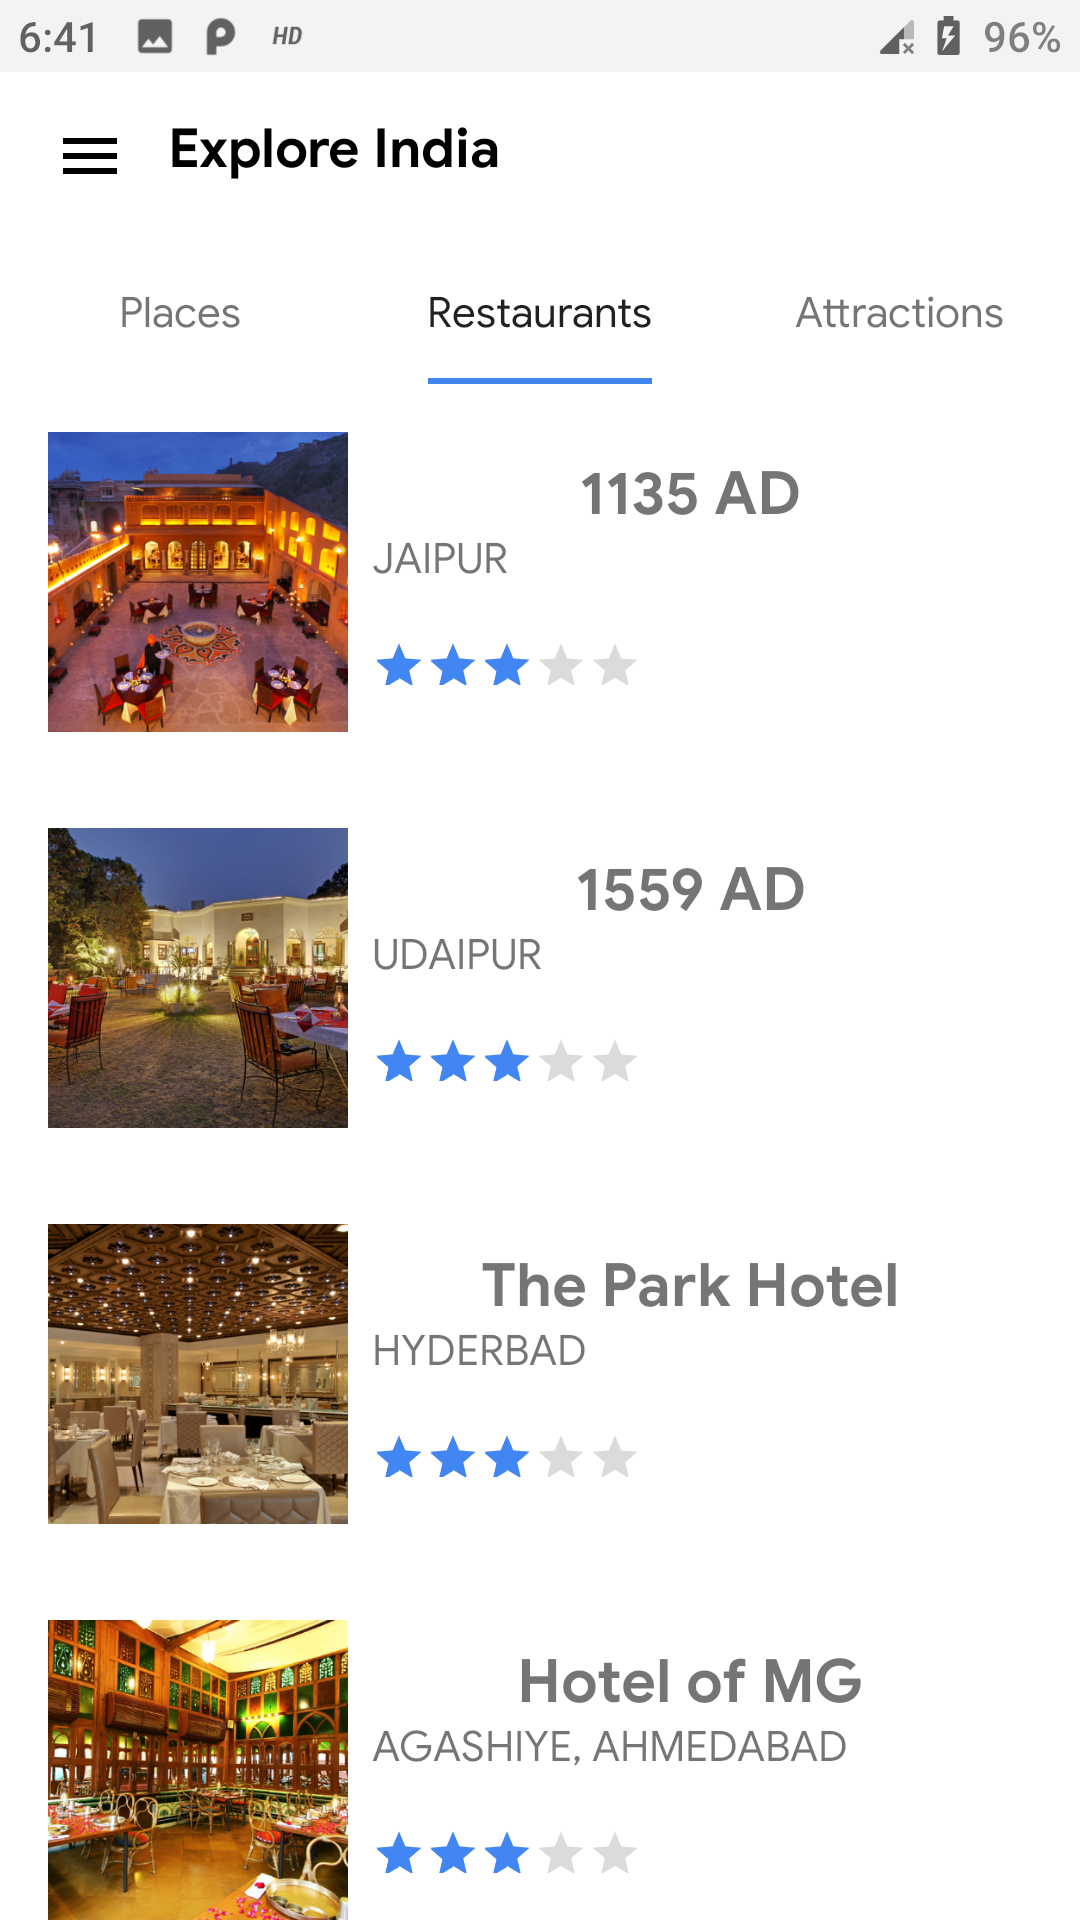 6:41 HD 96%
Explore India
Places Restaurants Attractions
1135 AD
JAIPUR
1559 AD
UDAIPUR
The Park Hotel
HYDERBAD
Hotel of MG
AGASHIYE, AHMEDABAD